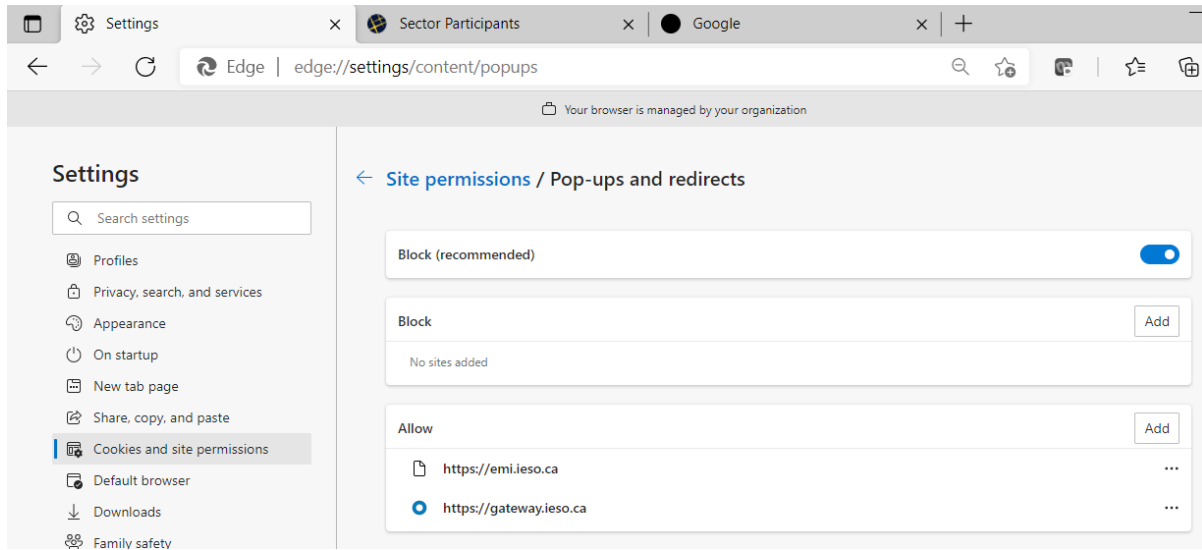 Settings
Sector Participants
Google
Edge | edge://settings/content/popups
Your browser is managed by your organization
Settings
Search settings
Profiles
Privacy, search, and services
Appearance
On startup
New tab page
Share, copy, and paste
Cookies and site permissions
Default browser
Downloads
Family safety
Site permissions / Pop-ups and redirects
Block (recommended)
Block
Add
No sites added
Allow
Add
https://emi.ieso.ca
https://gateway.ieso.ca